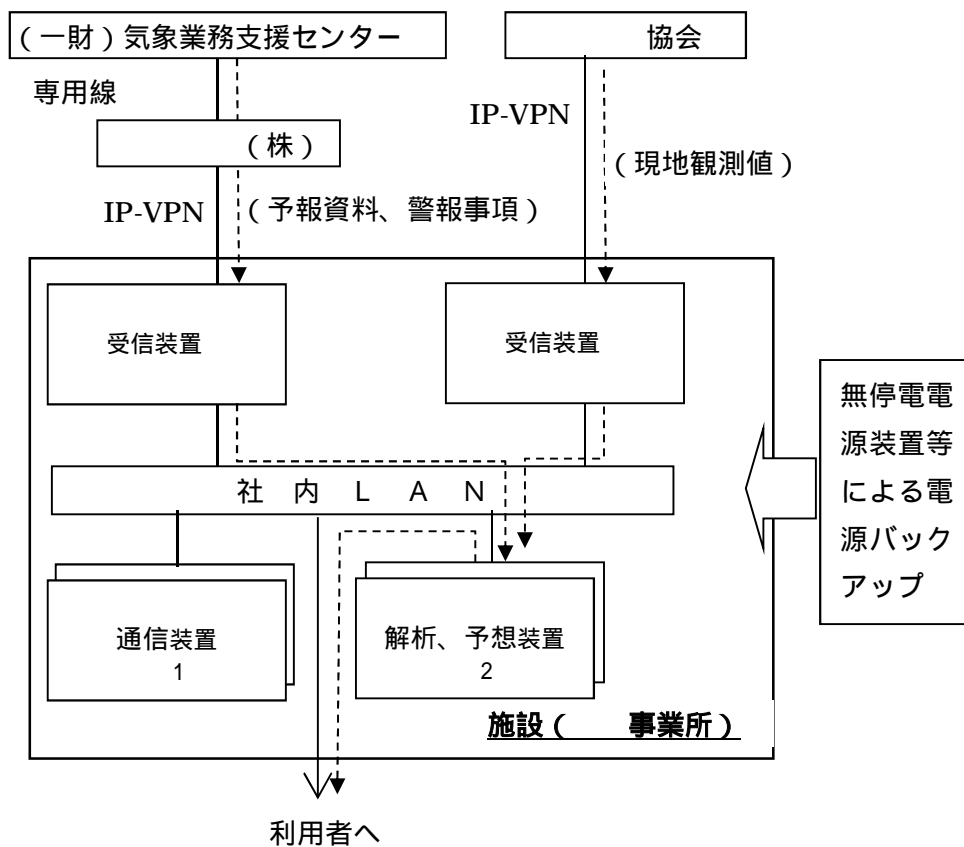 (一財)気象業務支援センター
協会
専用線
IP-VPN
(株)
(現地観測値)
IP-VPN
(予報資料、警報事項)
受信装置
受信装置
無停電電
源装置等
による電
源バック
アップ
社内LAN
通信装置
1
解析、予想装置
2
施設( 事業所)
利用者へ